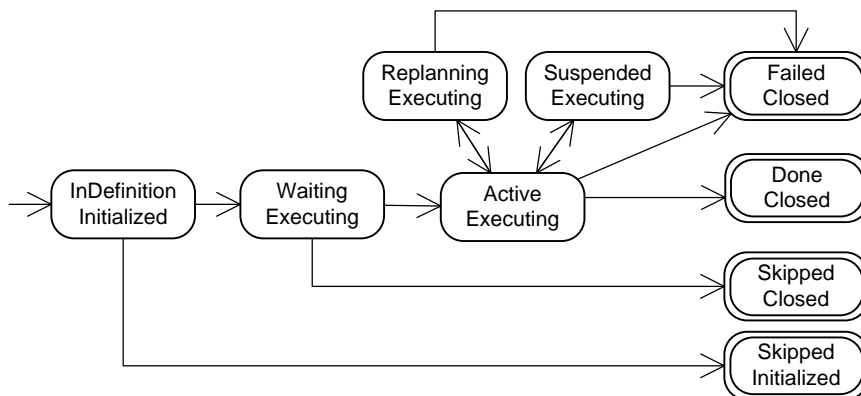 Replanning
Executing
Suspended
Executing
Failed
Closed
InDefinition
Initialized
Waiting
Executing
Active
Executing
Done
Closed
Skipped
Closed
Skipped
Initialized